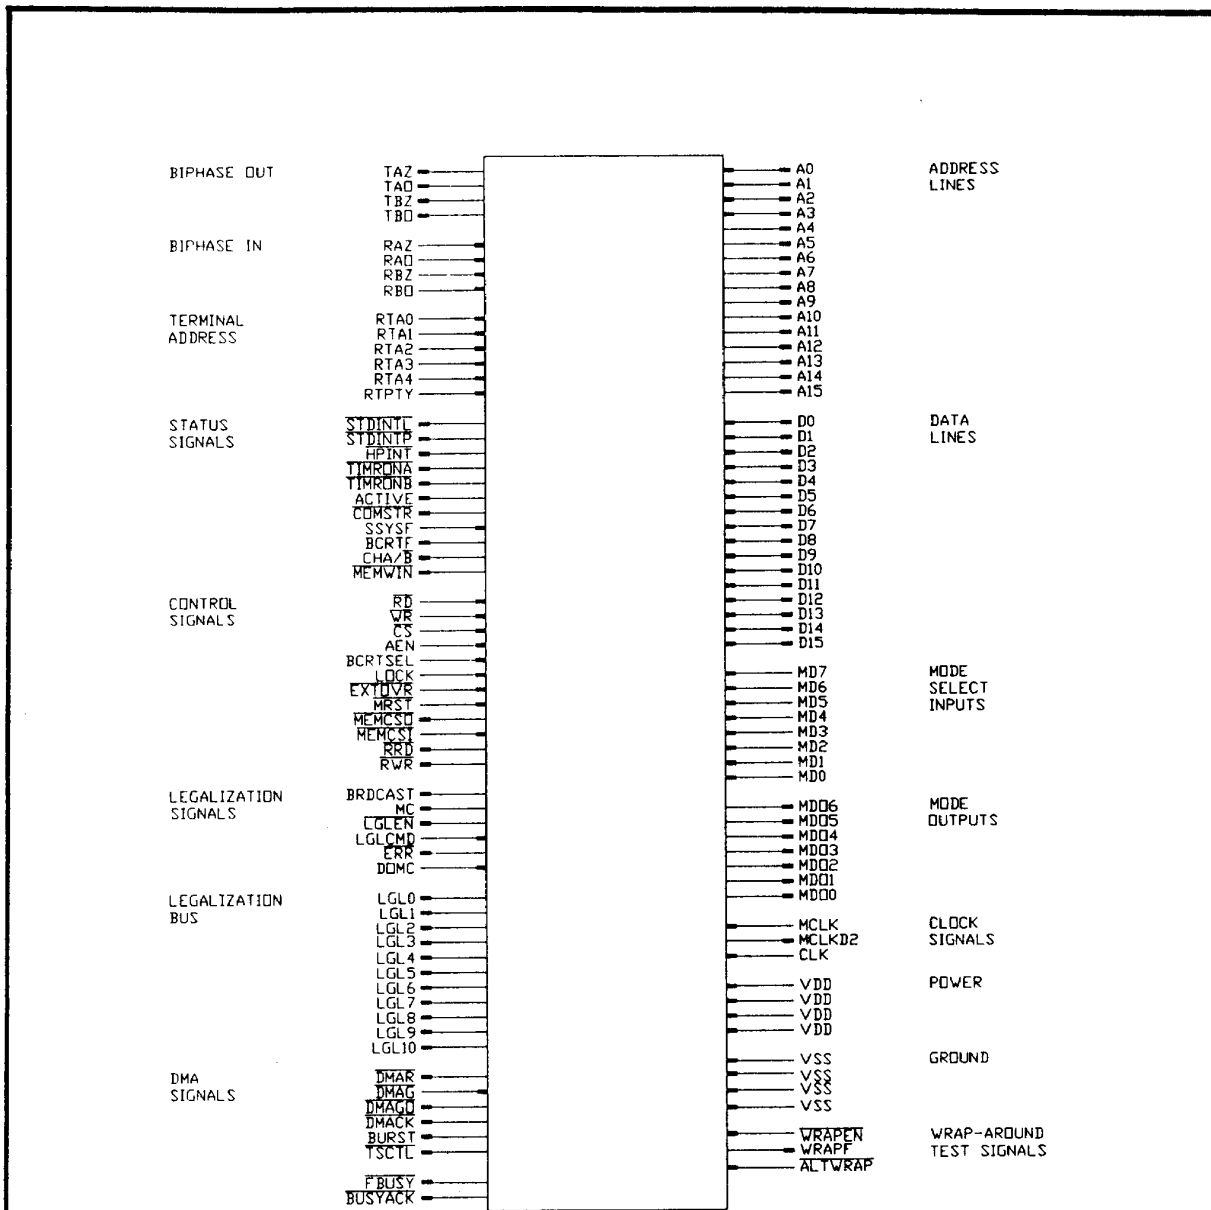 BIPHASE OUT
TAZ
TAO
TBZ
TBO
BIPHASE IN
RAZ
RAO
RBZ
RBO
TERMINAL
ADDRESS
RTA0
RTA1
RTA2
RTA3
RTA4
RTPTY
STATUS
SIGNALS
STDINTL
STDINTP
HPINT
TIMRONA
TIMRONB
ACTIVE
COMSTR
SSYSF
BCRTF
CHA/B
MEMWIN
CONTROL
SIGNALS
RD
WR
CS
AEN
BCRTSEL
LOCK
EXTOVR
MRST
MEMCSO
MEMCSI
RRD
RWR
LEGALIZATION
SIGNALS
BRDCAST
MC
LGLEN
LGLCMD
ERR
DOMC
LEGALIZATION
BUS
LGL0
LGL1
LGL2
LGL3
LGL4
LGL5
LGL6
LGL7
LGL8
LGL9
LGL10
DMA
SIGNALS
DMAR
DMAG
DMAGO
DMACK
BURST
TSCTL
FBUSY
BUSYACK
A0
A1
A2
A3
A4
A5
A6
A7
A8
A9
A10
A11
A12
A13
A14
A15
ADDRESS
LINES
D0
D1
D2
D3
D4
D5
D6
D7
D8
D9
D10
D11
D12
D13
D14
D15
DATA
LINES
MD7
MD6
MD5
MD4
MD3
MD2
MD1
MD0
MODE
SELECT
INPUTS
MDO6
MDO5
MDO4
MDO3
MDO2
MDO1
MDO0
MODE
OUTPUTS
MCLK
MCLKD2
CLK
CLOCK
SIGNALS
VDD
VDD
VDD
VDD
POWER
VSS
VSS
VSS
VSS
GROUND
WRAPEN
WRAPF
ALTWRAP
WRAP-AROUND
TEST SIGNALS